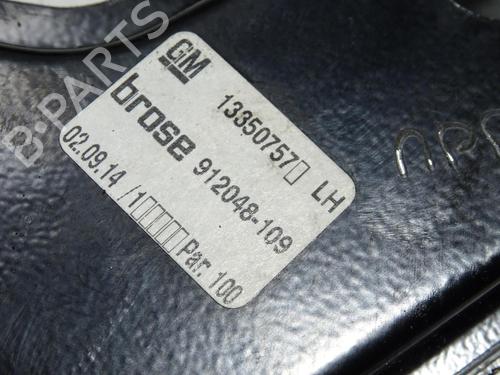 GM
13350757▯ LH
brose 912048-109
02.09.14 /1▯▯▯▯▯ Par. 100
B-PARTS